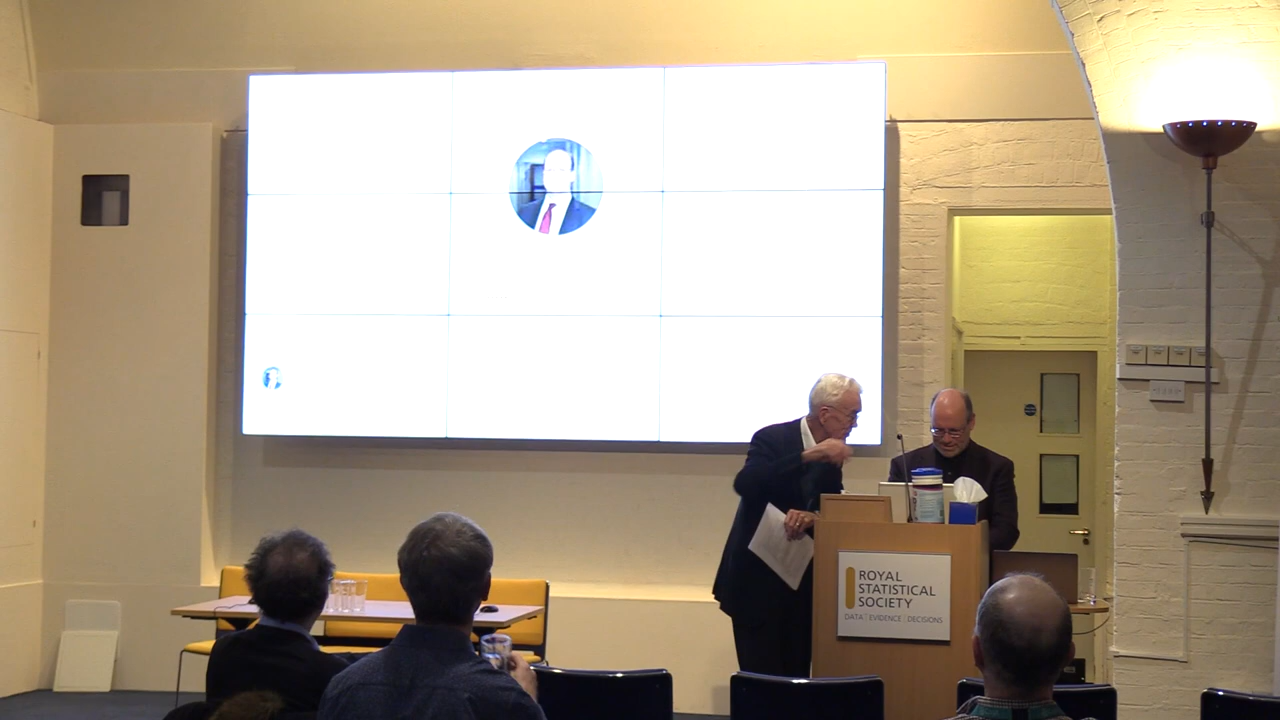 ROYAL
STATISTICAL
SOCIETY
DATA | EVIDENCE | DECISIONS